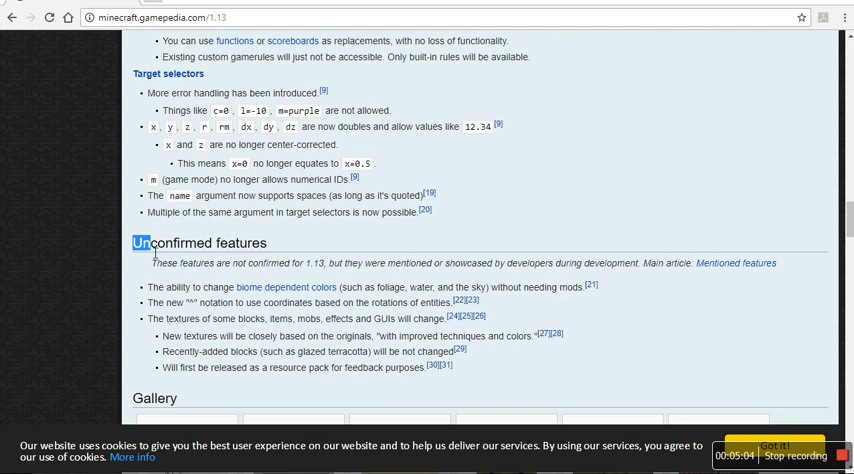 minecraft.gamepedia.com/1.13
• You can use functions or scoreboards as replacements, with no loss of functionality.
• Existing custom gamerules will just not be accessible. Only built-in rules will be available.
Target selectors
• More error handling has been introduced.[9]
• Things like c=0, l=-10, m=purple are not allowed.
• x, y, z, r, rm, dx, dy, dz are now doubles and allow values like 12.34.[9]
• x and z are no longer center-corrected.
• This means x=0 no longer equates to x=0.5.
• m (game mode) no longer allows numerical IDs.[9]
• The name argument now supports spaces (as long as it's quoted)[19]
• Multiple of the same argument in target selectors is now possible.[20]
Unconfirmed features
These features are not confirmed for 1.13, but they were mentioned or showcased by developers during development. Main article: Mentioned features
• The ability to change biome dependent colors (such as foliage, water, and the sky) without needing mods.[21]
• The new "^" notation to use coordinates based on the rotations of entities.[22][23]
• The textures of some blocks, items, mobs, effects and GUIs will change.[24][25][26]
• New textures will be closely based on the originals, "with improved techniques and colors."[27][28]
• Recently-added blocks (such as glazed terracotta) will be not changed[29]
• Will first be released as a resource pack for feedback purposes.[30][31]
Gallery
Our website uses cookies to give you the best user experience on our website and to help us deliver our services. By using our services, you agree to
our use of cookies. More info
Got it!
00:05:04 Stop recording